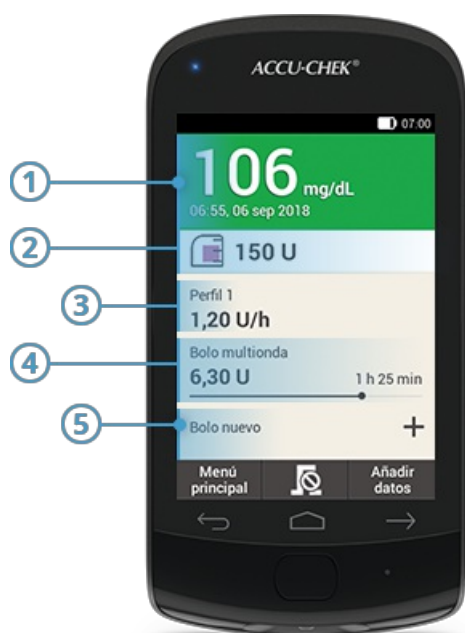 ACCU-CHEK®
07:00
1
106 mg/dL
06:55, 06 sep 2018
2
150 U
3
Perfil 1
1,20 U/h
4
Bolo multionda
6,30 U 1 h 25 min
5
Bolo nuevo +
Menú principal
Añadir datos